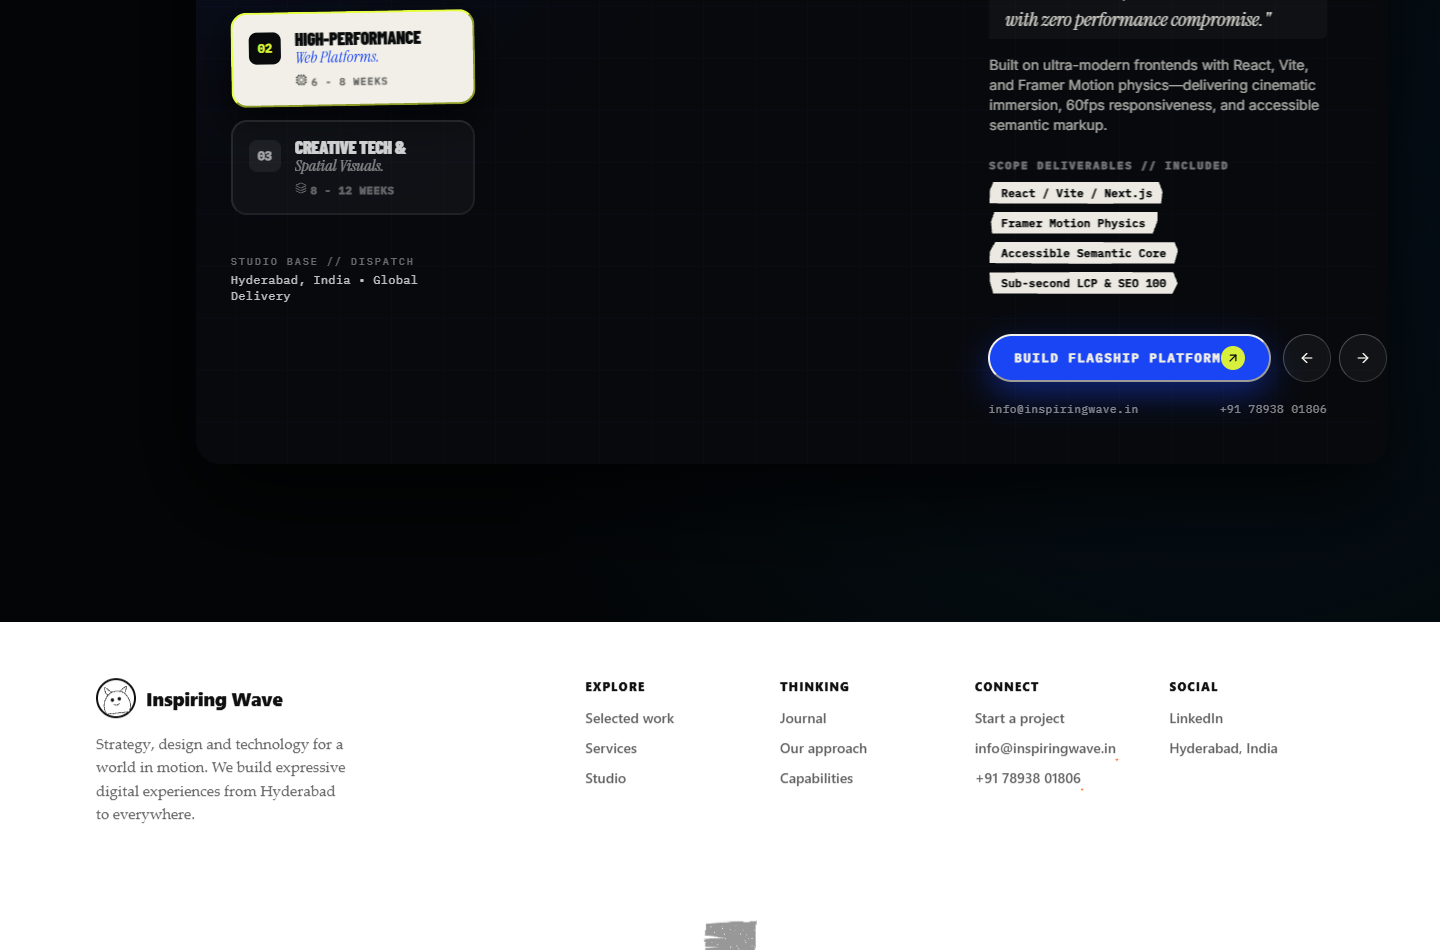 with zero performance compromise.”
02
HIGH-PERFORMANCE
Web Platforms.
6 - 8 WEEKS
03
CREATIVE TECH &
Spatial Visuals.
8 - 12 WEEKS
STUDIO BASE // DISPATCH
Hyderabad, India • Global
Delivery
Built on ultra-modern frontends with React, Vite,
and Framer Motion physics—delivering cinematic
immersion, 60fps responsiveness, and accessible
semantic markup.
SCOPE DELIVERABLES // INCLUDED
React / Vite / Next.js
Framer Motion Physics
Accessible Semantic Core
Sub-second LCP & SEO 100
BUILD FLAGSHIP PLATFORM
info@inspiringwave.in
+91 78938 01806
Inspiring Wave
Strategy, design and technology for a
world in motion. We build expressive
digital experiences from Hyderabad
to everywhere.
EXPLORE
Selected work
Services
Studio
THINKING
Journal
Our approach
Capabilities
CONNECT
Start a project
info@inspiringwave.in
+91 78938 01806
SOCIAL
LinkedIn
Hyderabad, India